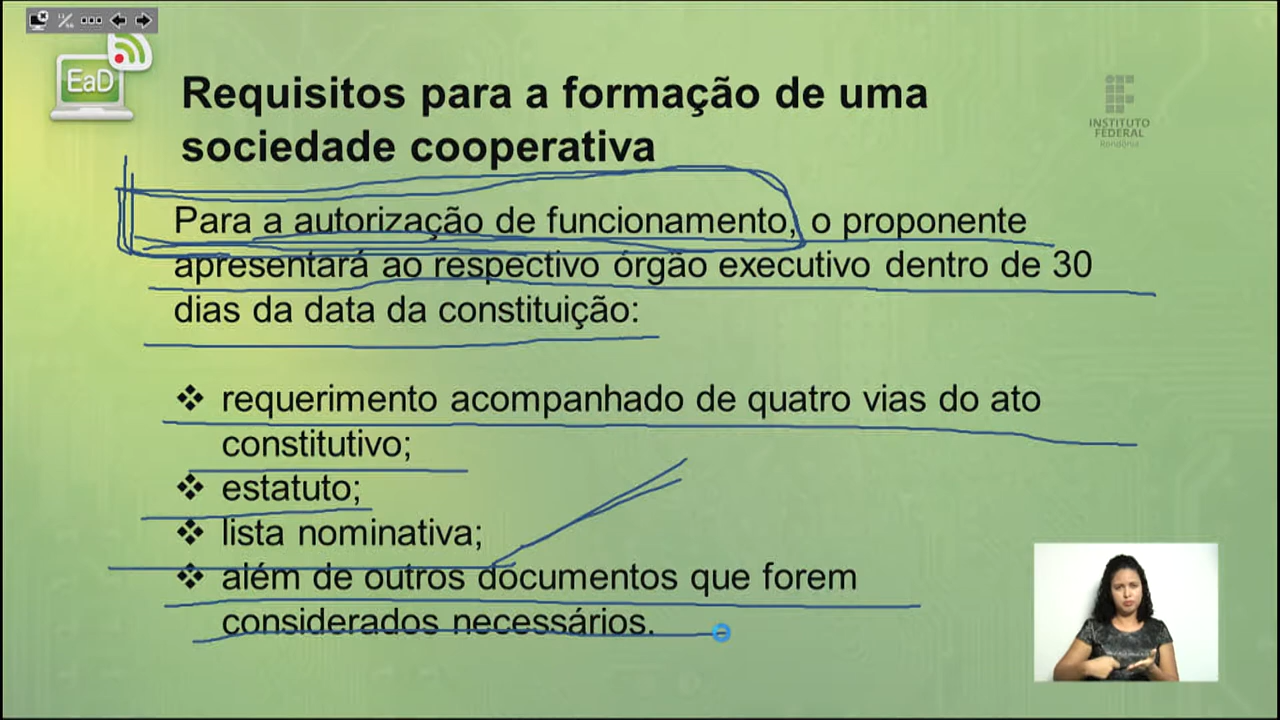 EaD
Requisitos para a formação de uma
sociedade cooperativa
INSTITUTO
FEDERAL
Rondônia
Para a autorização de funcionamento, o proponente
apresentará ao respectivo órgão executivo dentro de 30
dias da data da constituição:
❖ requerimento acompanhado de quatro vias do ato
constitutivo;
❖ estatuto;
❖ lista nominativa;
❖ além de outros documentos que forem
considerados necessários.